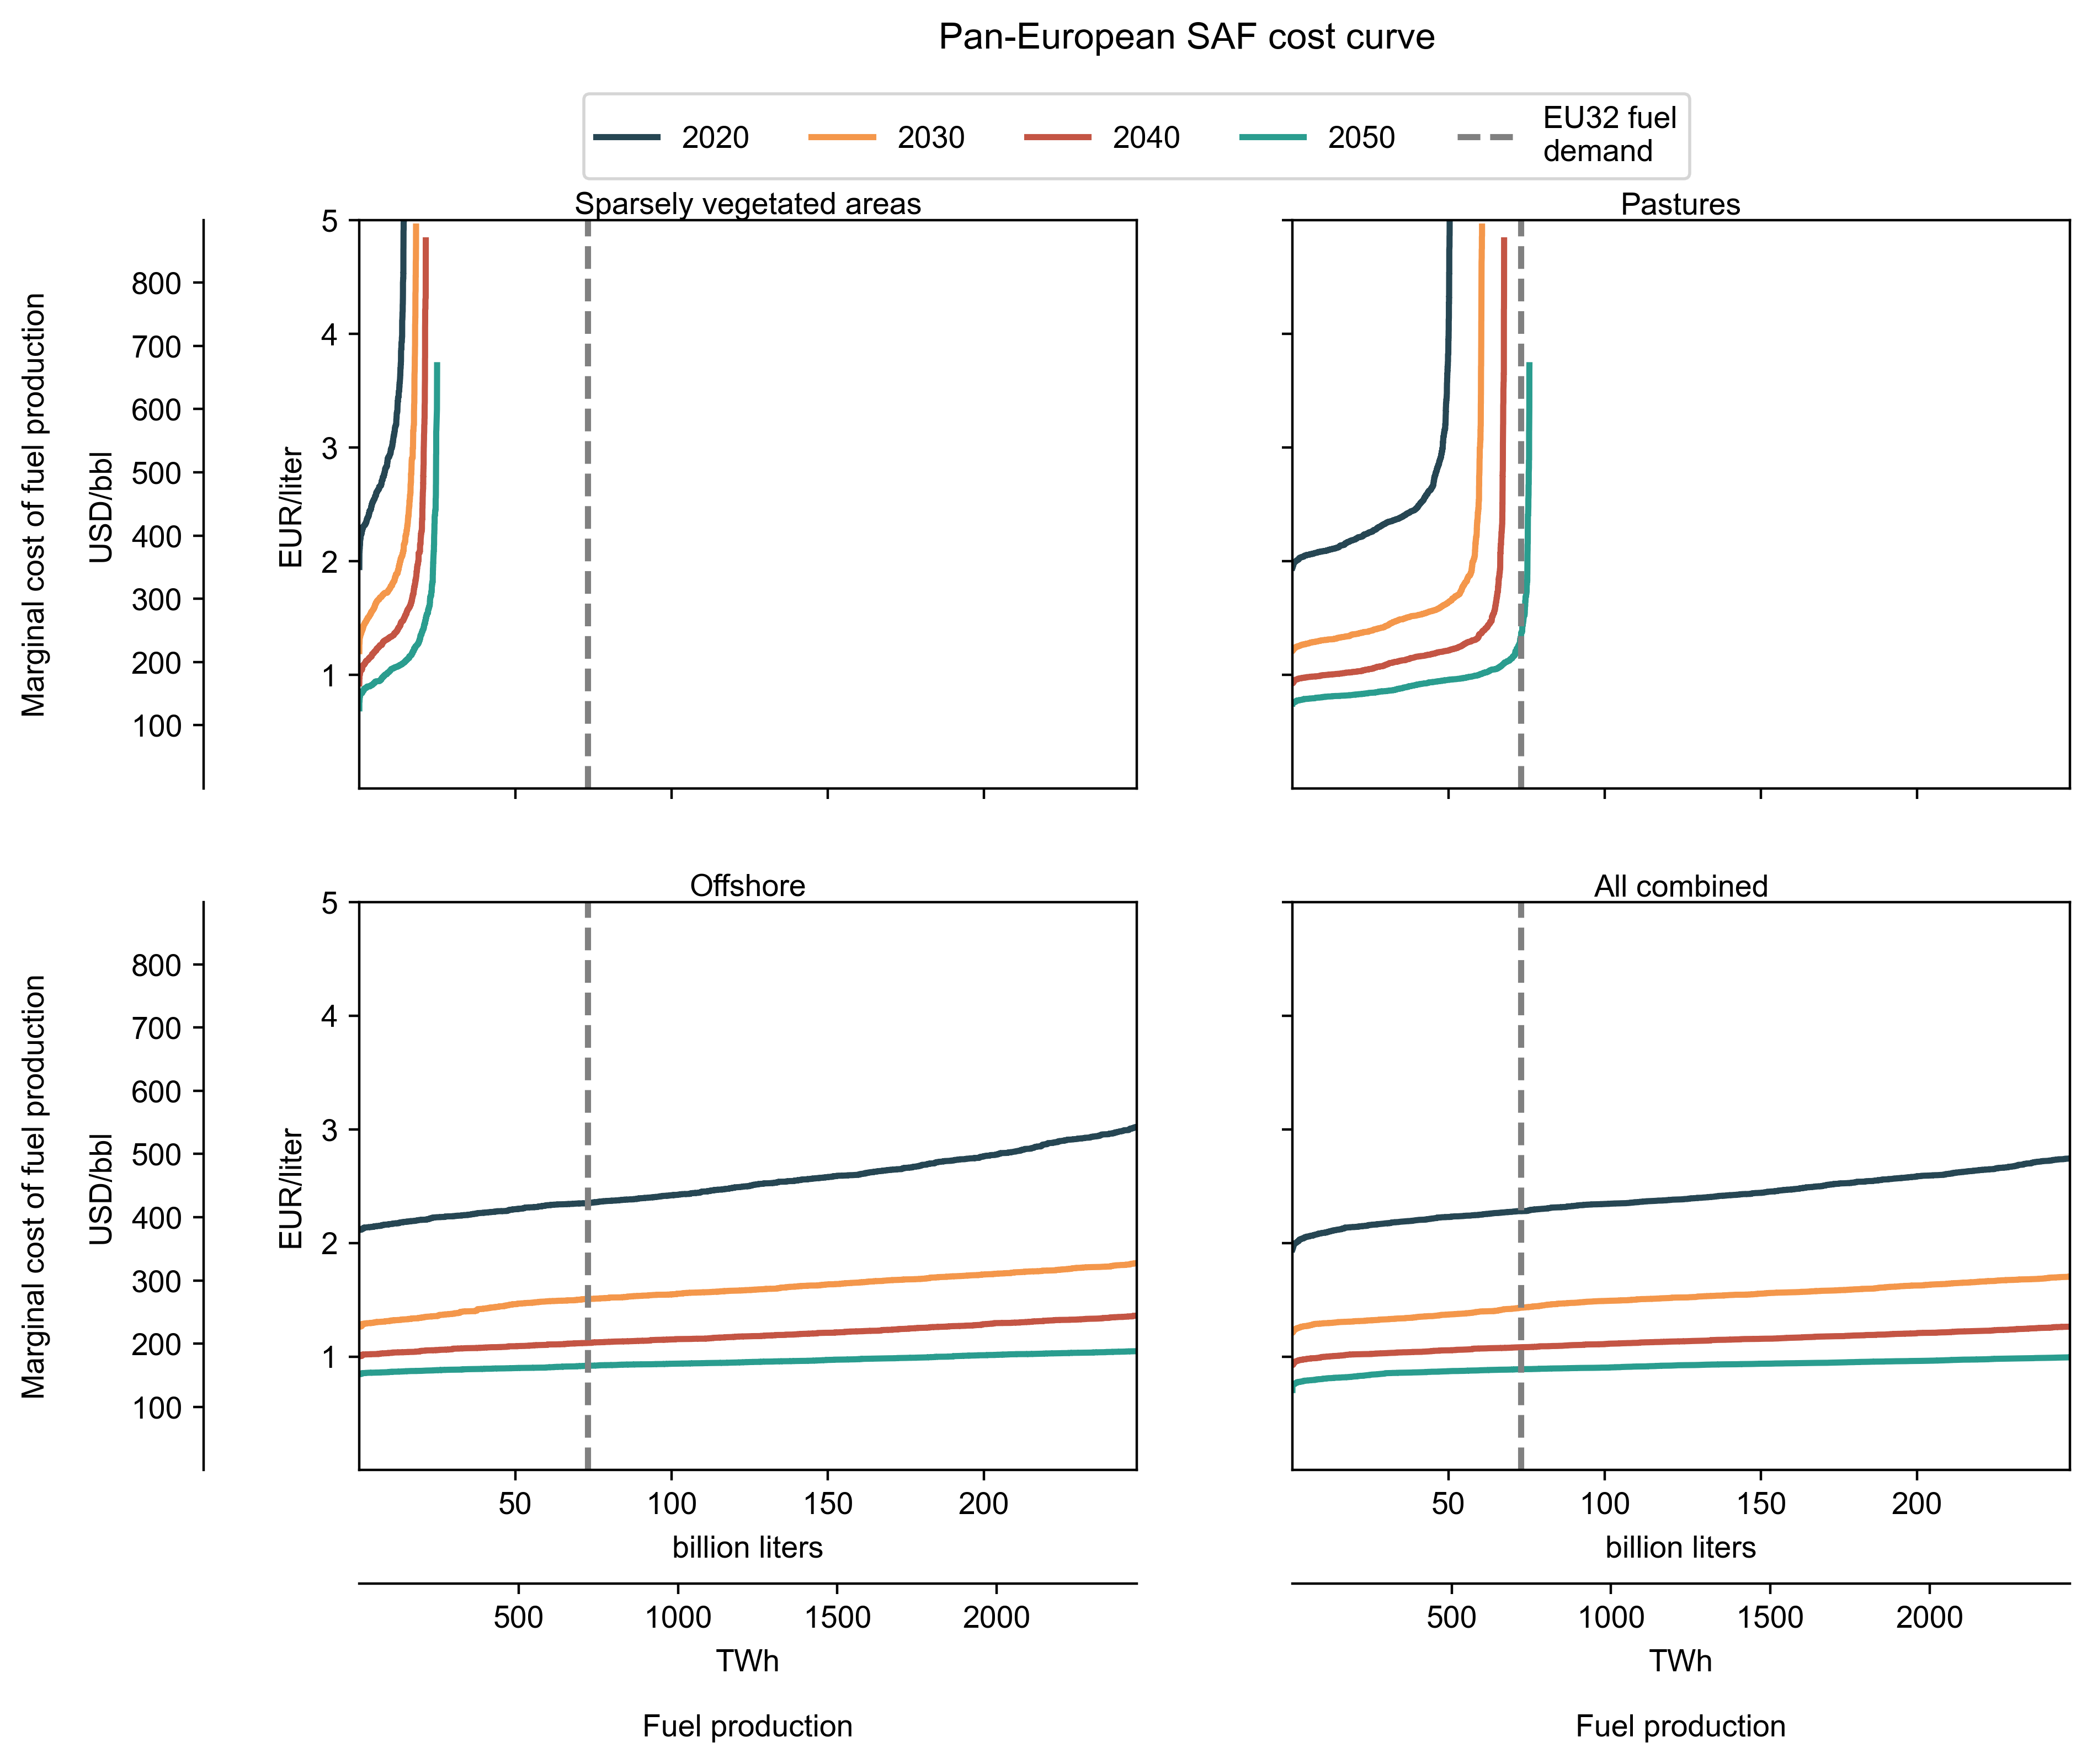 Pan-European SAF cost curve
2020
2030
2040
2050
EU32 fuel
demand
Sparsely vegetated areas
Pastures
Marginal cost of fuel production
USD/bbl
800
700
600
500
400
300
200
100
EUR/liter
5
4
3
2
1
Offshore
All combined
Marginal cost of fuel production
USD/bbl
800
700
600
500
400
300
200
100
EUR/liter
5
4
3
2
1
50 100 150 200
billion liters
500 1000 1500 2000
TWh
Fuel production
50 100 150 200
billion liters
500 1000 1500 2000
TWh
Fuel production